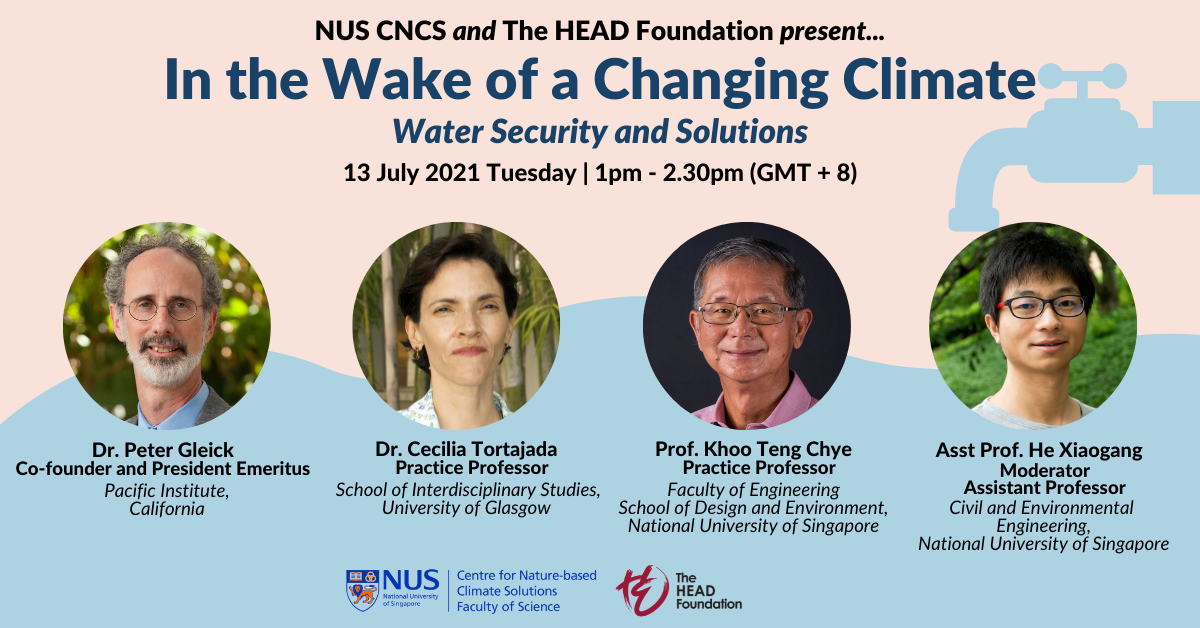 NUS CNCS and The HEAD Foundation present...
In the Wake of a Changing Climate
Water Security and Solutions
13 July 2021 Tuesday | 1pm - 2.30pm (GMT + 8)
Dr. Peter Gleick
Co-founder and President Emeritus
Pacific Institute,
California
Dr. Cecilia Tortajada
Practice Professor
School of Interdisciplinary Studies,
University of Glasgow
Prof. Khoo Teng Chye
Practice Professor
Faculty of Engineering
School of Design and Environment,
National University of Singapore
Asst Prof. He Xiaogang
Moderator
Assistant Professor
Civil and Environmental
Engineering,
National University of Singapore
NUS
National University
of Singapore
Centre for Nature-based
Climate Solutions
Faculty of Science
The
HEAD
Foundation